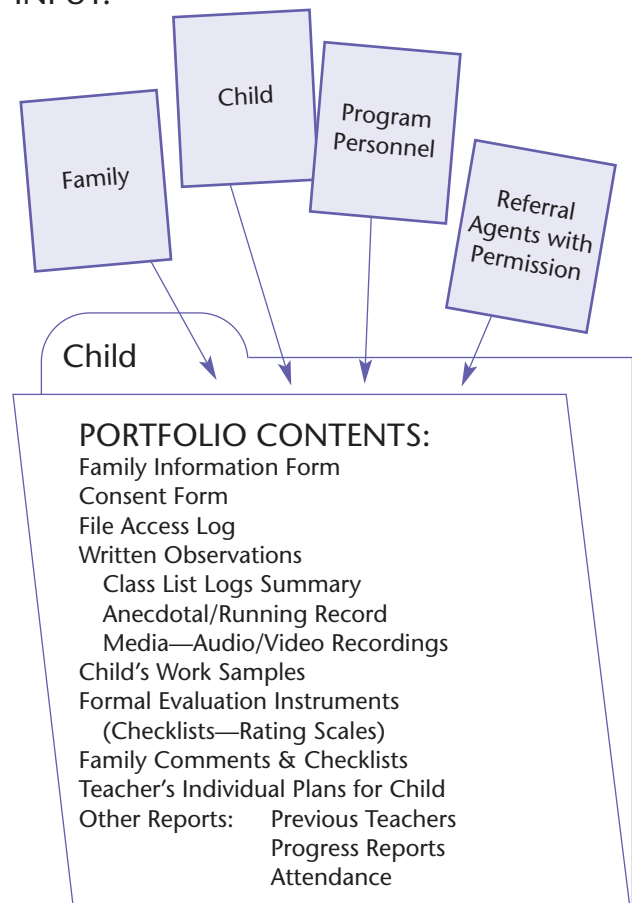 INPUT:
Family
Child
Program
Personnel
Referral
Agents with
Permission
Child
PORTFOLIO CONTENTS:
Family Information Form
Consent Form
File Access Log
Written Observations
Class List Logs Summary
Anecdotal/Running Record
Media—Audio/Video Recordings
Child’s Work Samples
Formal Evaluation Instruments
(Checklists—Rating Scales)
Family Comments & Checklists
Teacher’s Individual Plans for Child
Other Reports: Previous Teachers
Progress Reports
Attendance